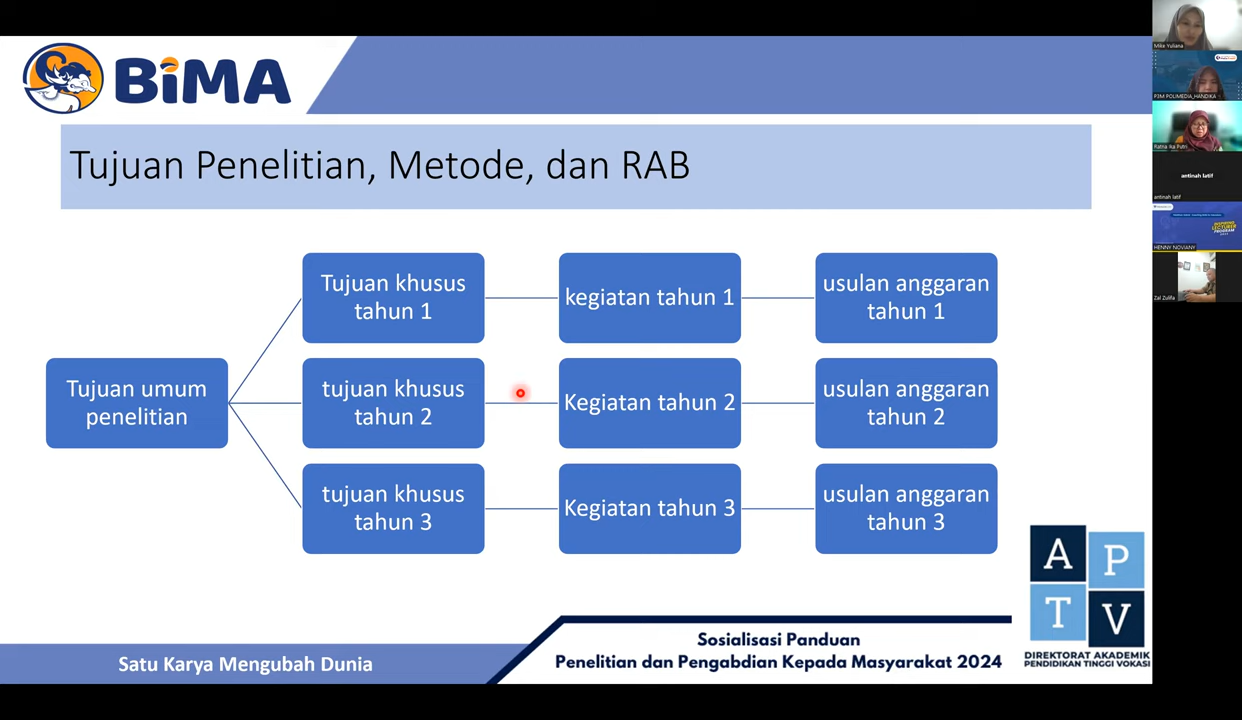 BiMA
Tujuan Penelitian, Metode, dan RAB
Tujuan umum
penelitian
Tujuan khusus
tahun 1
kegiatan tahun 1
usulan anggaran
tahun 1
tujuan khusus
tahun 2
Kegiatan tahun 2
usulan anggaran
tahun 2
tujuan khusus
tahun 3
Kegiatan tahun 3
usulan anggaran
tahun 3
A P
T V
DIREKTORAT AKADEMIK
PENDIDIKAN TINGGI VOKASI
Satu Karya Mengubah Dunia
Sosialisasi Panduan
Penelitian dan Pengabdian Kepada Masyarakat 2024
Mike Yuliana
P3M POLIMEDIA_HANDIKA
Ratna Ika Putri
antinah latif
antinah latif
HENNY NOVIANY
Zal Zulifa